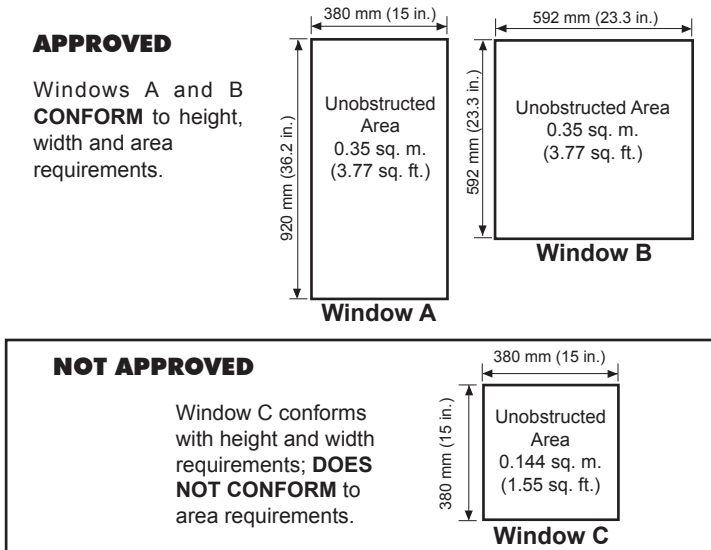 APPROVED
Windows A and B
CONFORM to height,
width and area
requirements.
380 mm (15 in.)
920 mm (36.2 in.)
Unobstructed
Area
0.35 sq. m.
(3.77 sq. ft.)
Window A
592 mm (23.3 in.)
592 mm (23.3 in.)
Unobstructed Area
0.35 sq. m.
(3.77 sq. ft.)
Window B
NOT APPROVED
Window C conforms
with height and width
requirements; DOES
NOT CONFORM to
area requirements.
380 mm (15 in.)
380 mm (15 in.)
Unobstructed
Area
0.144 sq. m.
(1.55 sq. ft.)
Window C